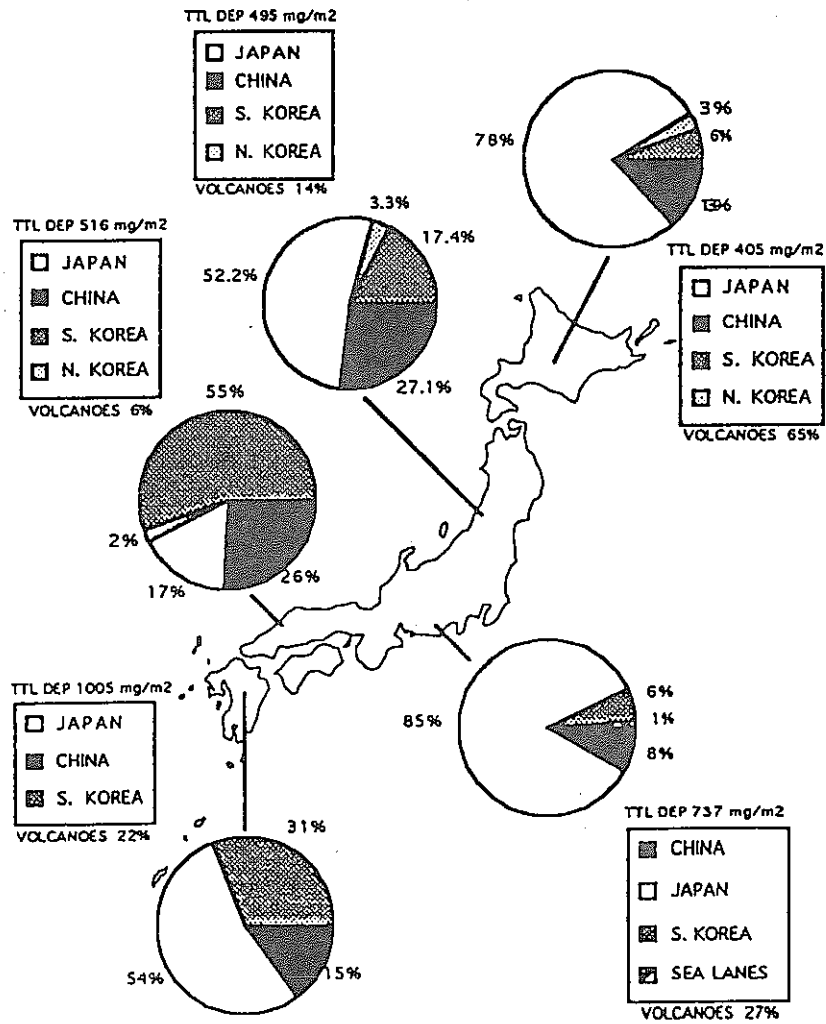 TTL DEP 495 mg/m2
JAPAN
CHINA
S. KOREA
N. KOREA
VOLCANOES 14%
3%
78%
6%
13%
3.3%
17.4%
52.2%
27.1%
TTL DEP 516 mg/m2
JAPAN
CHINA
S. KOREA
N. KOREA
VOLCANOES 6%
TTL DEP 405 mg/m2
JAPAN
CHINA
S. KOREA
N. KOREA
VOLCANOES 65%
55%
2%
17%
26%
TTL DEP 1005 mg/m2
JAPAN
CHINA
S. KOREA
VOLCANOES 22%
85%
6%
1%
8%
TTL DEP 737 mg/m2
CHINA
JAPAN
S. KOREA
SEA LANES
VOLCANOES 27%
31%
54%
15%